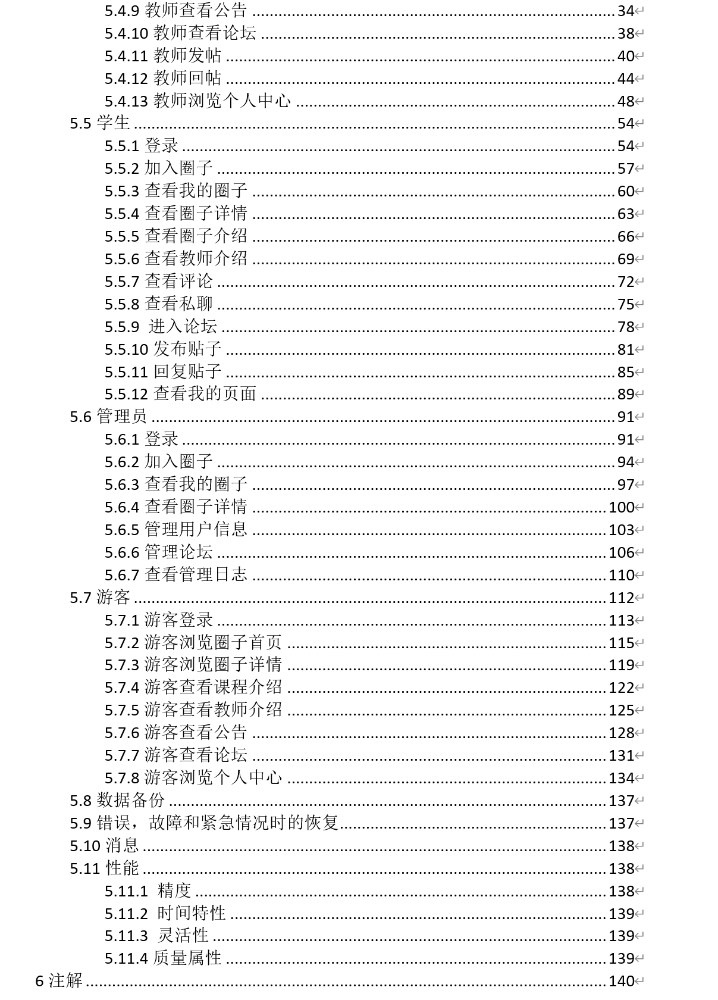 5.4.9 教师查看公告 34
5.4.10 教师查看论坛 38
5.4.11 教师发帖 40
5.4.12 教师回帖 44
5.4.13 教师浏览个人中心 48
5.5 学生 54
5.5.1 登录 54
5.5.2 加入圈子 57
5.5.3 查看我的圈子 60
5.5.4 查看圈子详情 63
5.5.5 查看圈子介绍 66
5.5.6 查看教师介绍 69
5.5.7 查看评论 72
5.5.8 查看私聊 75
5.5.9 进入论坛 78
5.5.10 发布贴子 81
5.5.11 回复贴子 85
5.5.12 查看我的页面 89
5.6 管理员 91
5.6.1 登录 91
5.6.2 加入圈子 94
5.6.3 查看我的圈子 97
5.6.4 查看圈子详情 100
5.6.5 管理用户信息 103
5.6.6 管理论坛 106
5.6.7 查看管理日志 110
5.7 游客 112
5.7.1 游客登录 113
5.7.2 游客浏览圈子首页 115
5.7.3 游客浏览圈子详情 119
5.7.4 游客查看课程介绍 122
5.7.5 游客查看教师介绍 125
5.7.6 游客查看公告 128
5.7.7 游客查看论坛 131
5.7.8 游客浏览个人中心 134
5.8 数据备份 137
5.9 错误，故障和紧急情况时的恢复 137
5.10 消息 138
5.11 性能 138
5.11.1 精度 138
5.11.2 时间特性 139
5.11.3 灵活性 139
5.11.4 质量属性 139
6 注解 140